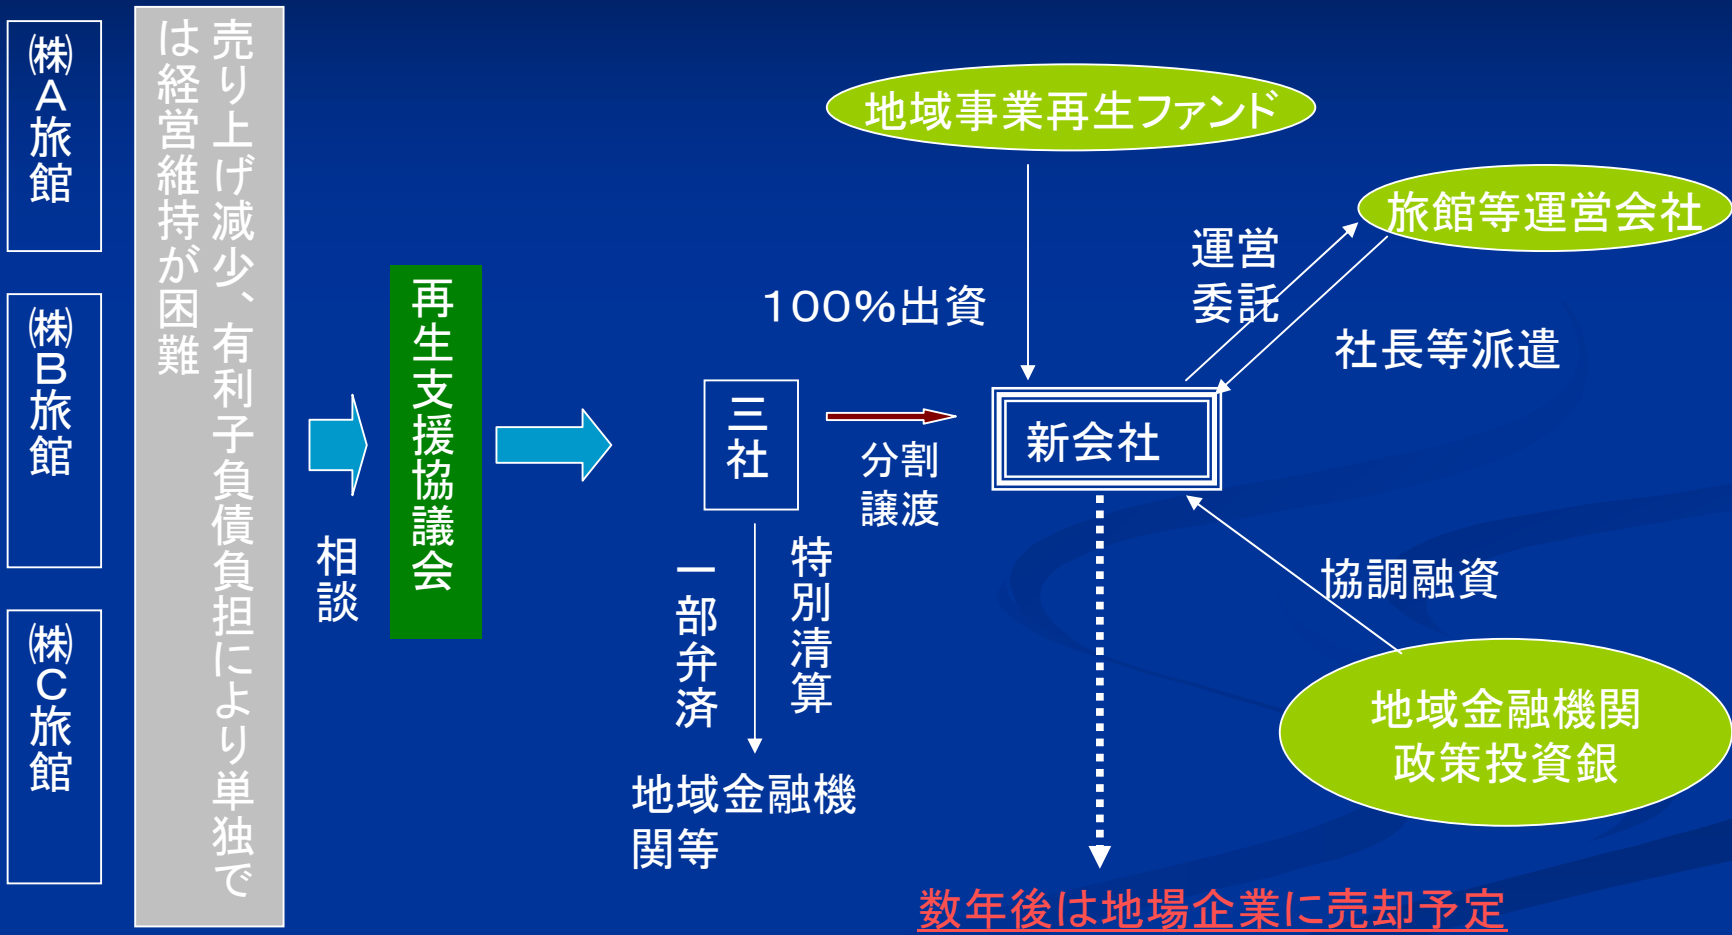 ㈱A旅館
㈱B旅館
㈱C旅館
売り上げ減少、有利子負債負担により単独で
は経営維持が困難
相談
再生支援協議会
三社
一部弁済
特別清算
地域金融機
関等
分割
譲渡
地域事業再生ファンド
100%出資
新会社
運営
委託
旅館等運営会社
社長等派遣
協調融資
地域金融機関
政策投資銀
数年後は地場企業に売却予定